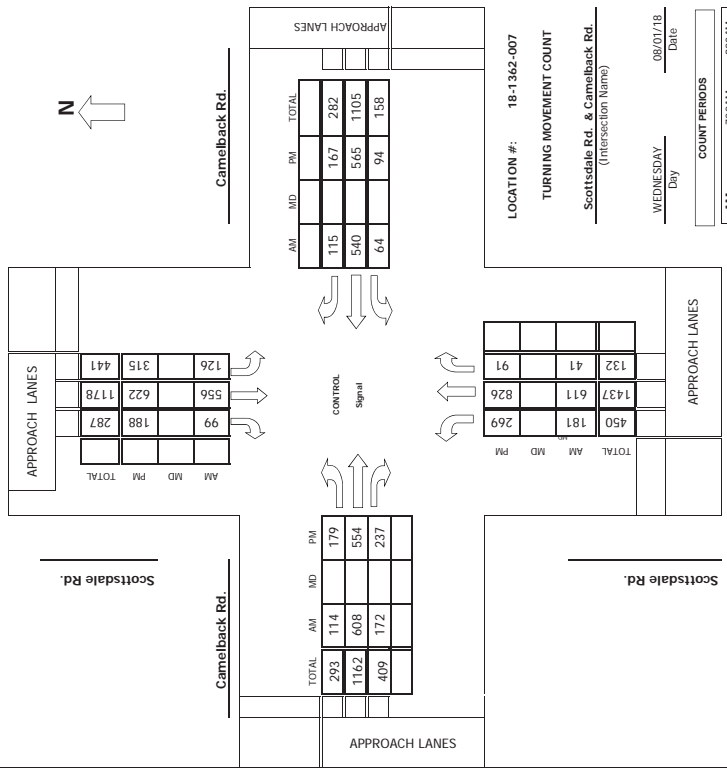 APPROACH LANES
N
Camelback Rd.
AM MD PM TOTAL
115 167 282
540 565 1105
64 94 158
APPROACH LANES
TOTAL PM MD AM
287 188 99
1178 622 556
441 315 126
CONTROL
Signal
LOCATION #: 18-1362-007
TURNING MOVEMENT COUNT
Scottsdale Rd. & Camelback Rd.
(Intersection Name)
WEDNESDAY 08/01/18
Day Date
COUNT PERIODS
PM MD AM TOTAL
MD
269 181 450
826 611 1437
91 41 132
APPROACH LANES
Scottsdale Rd.
Camelback Rd.
TOTAL AM MD PM
293 114 179
1162 608 554
409 172 237
APPROACH LANES
Scottsdale Rd.